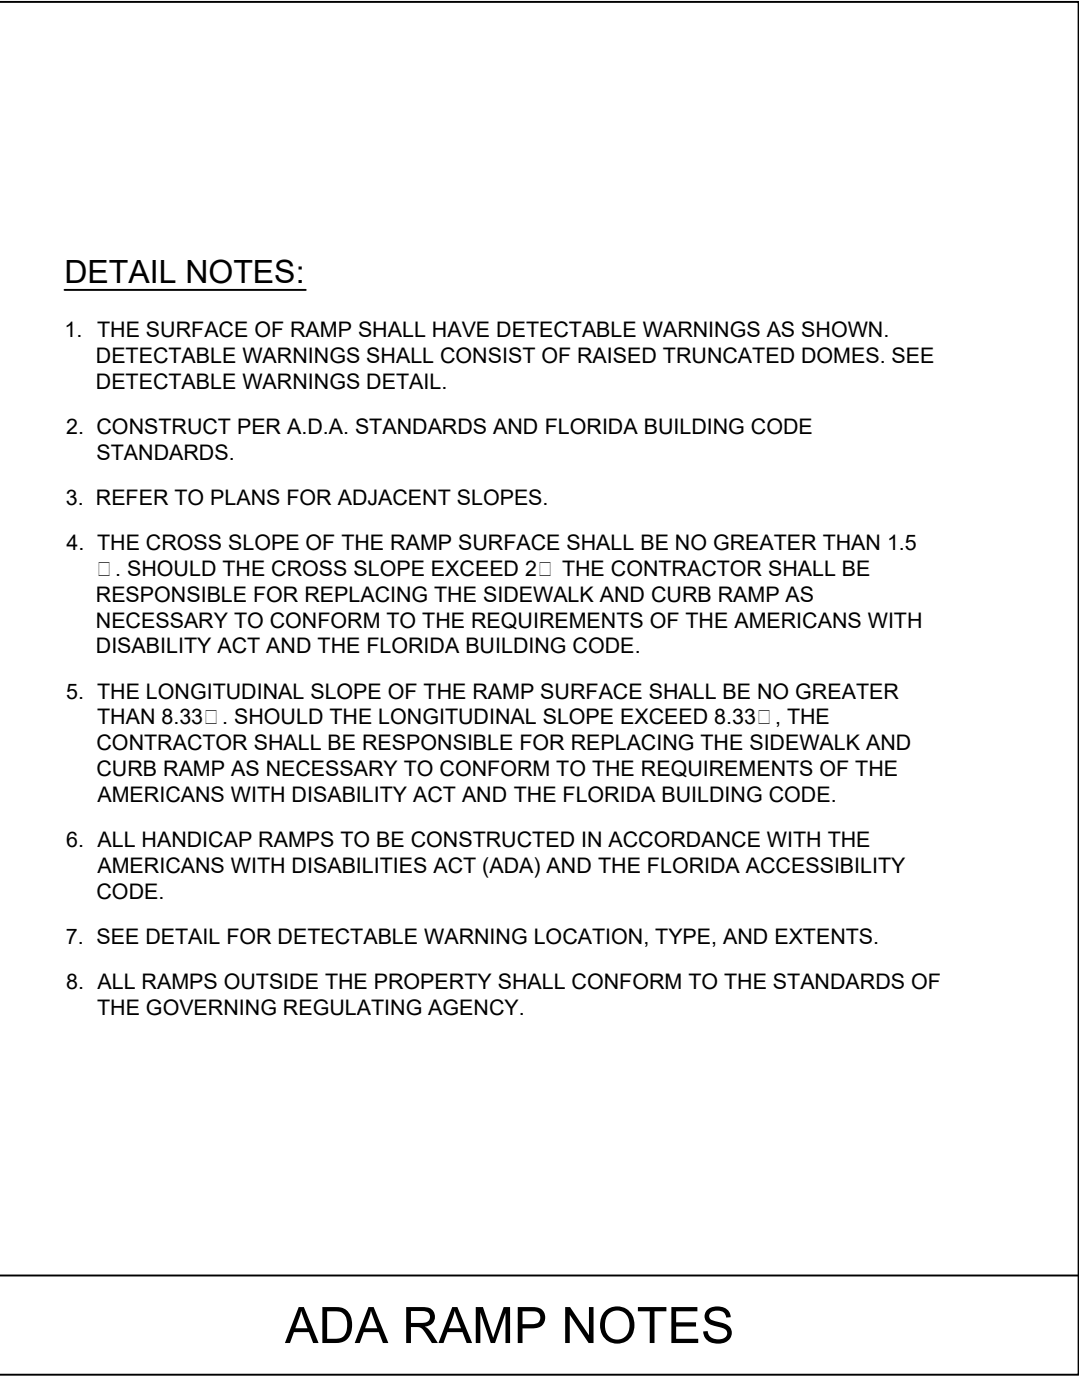 DETAIL NOTES:
1. THE SURFACE OF RAMP SHALL HAVE DETECTABLE WARNINGS AS SHOWN.
DETECTABLE WARNINGS SHALL CONSIST OF RAISED TRUNCATED DOMES. SEE
DETECTABLE WARNINGS DETAIL.
2. CONSTRUCT PER A.D.A. STANDARDS AND FLORIDA BUILDING CODE
STANDARDS.
3. REFER TO PLANS FOR ADJACENT SLOPES.
4. THE CROSS SLOPE OF THE RAMP SURFACE SHALL BE NO GREATER THAN 1.5
□. SHOULD THE CROSS SLOPE EXCEED 2□ THE CONTRACTOR SHALL BE
RESPONSIBLE FOR REPLACING THE SIDEWALK AND CURB RAMP AS
NECESSARY TO CONFORM TO THE REQUIREMENTS OF THE AMERICANS WITH
DISABILITY ACT AND THE FLORIDA BUILDING CODE.
5. THE LONGITUDINAL SLOPE OF THE RAMP SURFACE SHALL BE NO GREATER
THAN 8.33□. SHOULD THE LONGITUDINAL SLOPE EXCEED 8.33□, THE
CONTRACTOR SHALL BE RESPONSIBLE FOR REPLACING THE SIDEWALK AND
CURB RAMP AS NECESSARY TO CONFORM TO THE REQUIREMENTS OF THE
AMERICANS WITH DISABILITY ACT AND THE FLORIDA BUILDING CODE.
6. ALL HANDICAP RAMPS TO BE CONSTRUCTED IN ACCORDANCE WITH THE
AMERICANS WITH DISABILITIES ACT (ADA) AND THE FLORIDA ACCESSIBILITY
CODE.
7. SEE DETAIL FOR DETECTABLE WARNING LOCATION, TYPE, AND EXTENTS.
8. ALL RAMPS OUTSIDE THE PROPERTY SHALL CONFORM TO THE STANDARDS OF
THE GOVERNING REGULATING AGENCY.
ADA RAMP NOTES